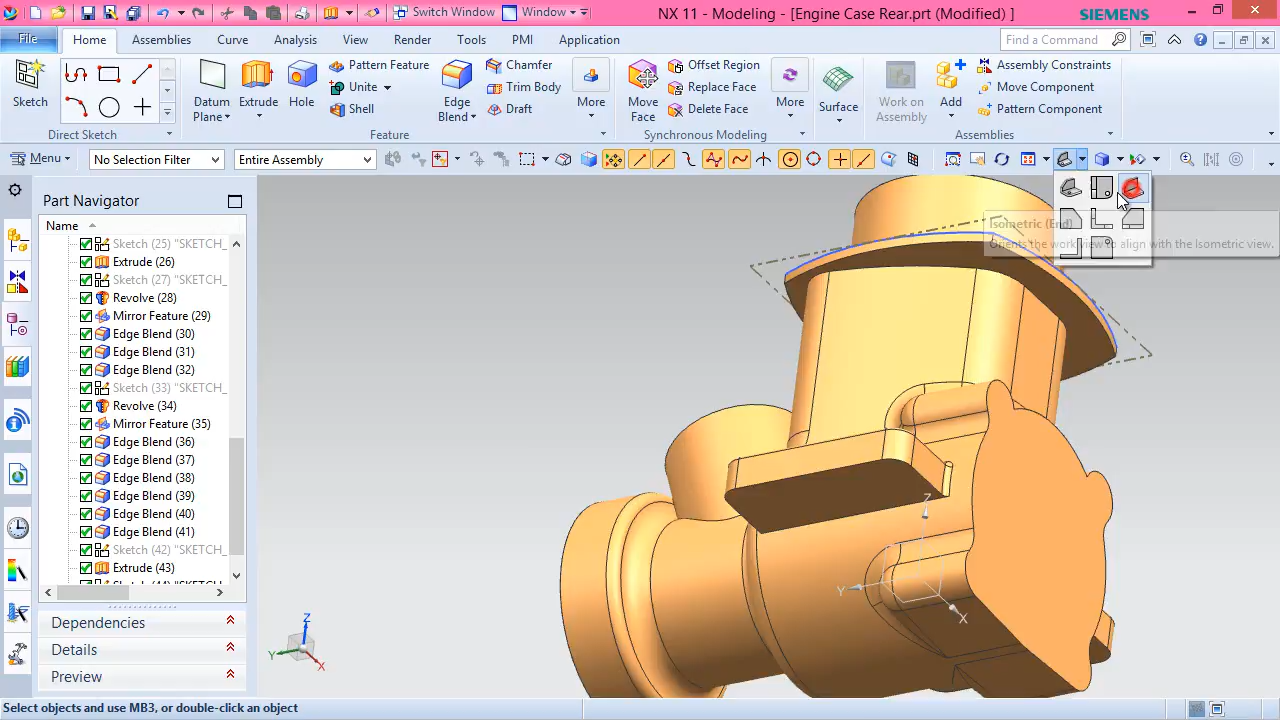 Switch Window
Window
NX 11 - Modeling - [Engine Case Rear.prt (Modified) ]
SIEMENS
File
Home
Assemblies
Curve
Analysis
View
Render
Tools
PMI
Application
Find a Command
Sketch
Direct Sketch
Datum
Plane
Extrude
Hole
Pattern Feature
Unite
Shell
Edge
Blend
Chamfer
Trim Body
Draft
More
Feature
Move
Face
Offset Region
Replace Face
Delete Face
More
Synchronous Modeling
Surface
Work on
Assembly
Add
Assembly Constraints
Move Component
Pattern Component
Assemblies
Menu
No Selection Filter
Entire Assembly
Part Navigator
Name
Sketch (25) "SKETCH_
Extrude (26)
Sketch (27) "SKETCH_
Revolve (28)
Mirror Feature (29)
Edge Blend (30)
Edge Blend (31)
Edge Blend (32)
Sketch (33) "SKETCH_
Revolve (34)
Mirror Feature (35)
Edge Blend (36)
Edge Blend (37)
Edge Blend (38)
Edge Blend (39)
Edge Blend (40)
Edge Blend (41)
Sketch (42) "SKETCH_
Extrude (43)
Sketch (44) "SKETCH_
Dependencies
Details
Preview
Isometric (End)
Orients the work view to align with the Isometric view.
Z
Y
X
Z
Y
X
Select objects and use MB3, or double-click an object